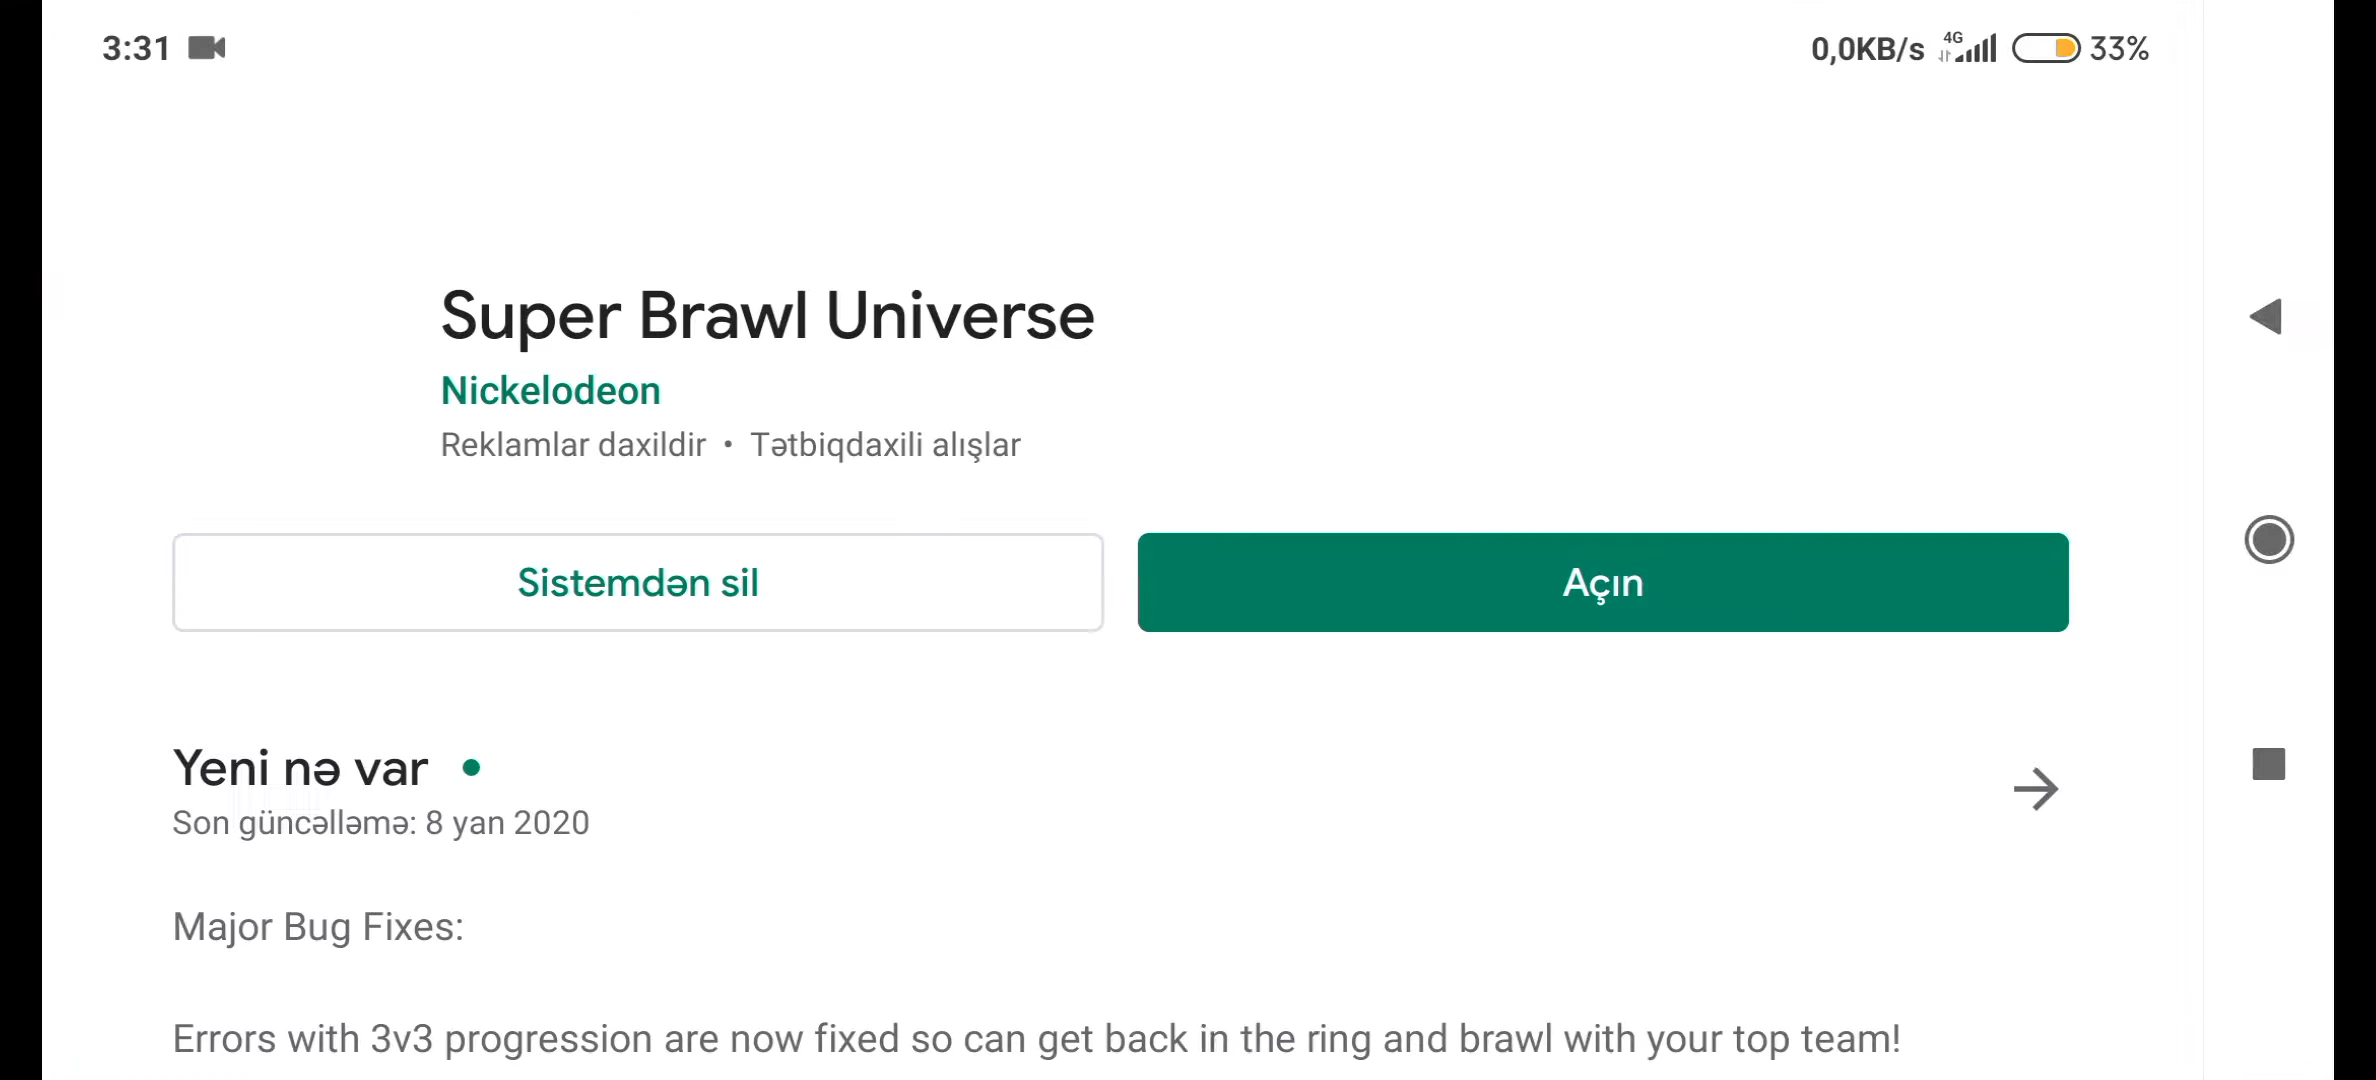 3:31
0,0KB/s 4G 33%
Super Brawl Universe
Nickelodeon
Reklamlar daxildir • Tətbiqdaxili alışlar
Sistemdən sil
Açın
Yeni nə var
Son güncəlləmə: 8 yan 2020
Major Bug Fixes:
Errors with 3v3 progression are now fixed so can get back in the ring and brawl with your top team!